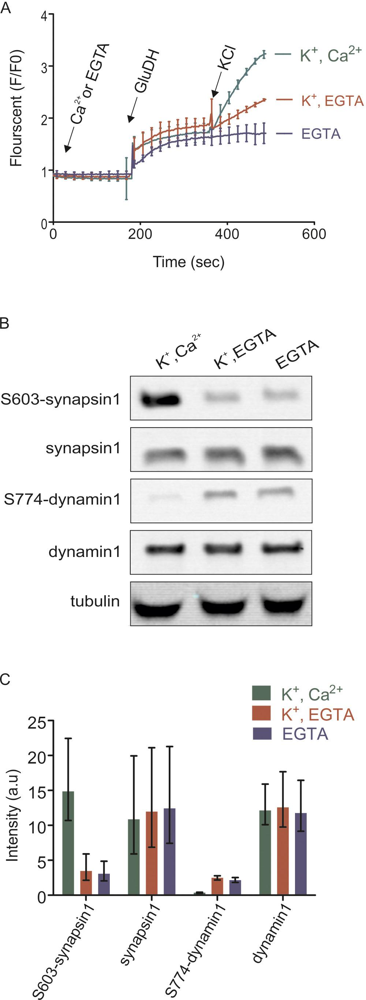 A
Flourscent (F/F0)
4
3
2
1
0
0 200 400 600
Time (sec)
Ca²⁺ or EGTA
GluDH
KCl
K⁺, Ca²⁺
K⁺, EGTA
EGTA
B
K⁺,Ca²⁺
K⁺,EGTA
EGTA
S603-synapsin1
synapsin1
S774-dynamin1
dynamin1
tubulin
C
K⁺, Ca²⁺
K⁺, EGTA
EGTA
Intensity (a.u)
25
20
15
10
5
0
S603-synapsin1
synapsin1
S774-dynamin1
dynamin1